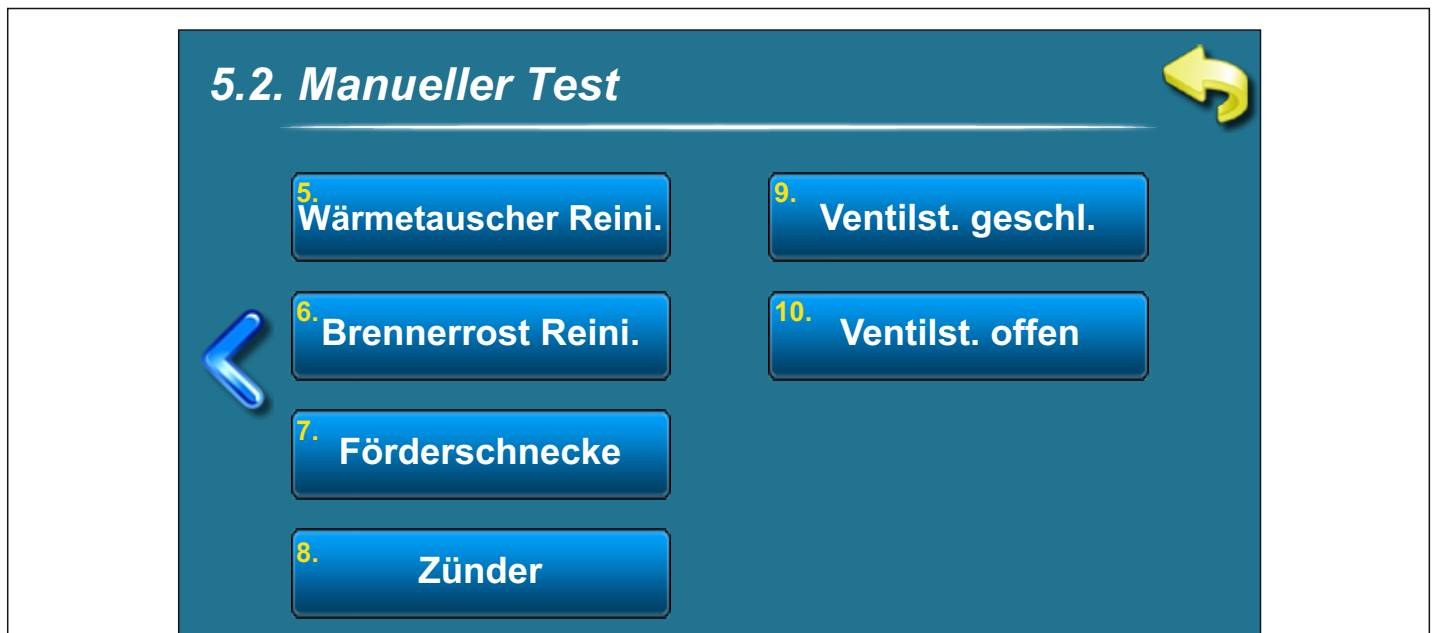 5.2. Manueller Test
5.
Wärmetauscher Reini.
6.
Brennerrost Reini.
7.
Förderschnecke
8.
Zünder
9.
Ventilst. geschl.
10.
Ventilst. offen